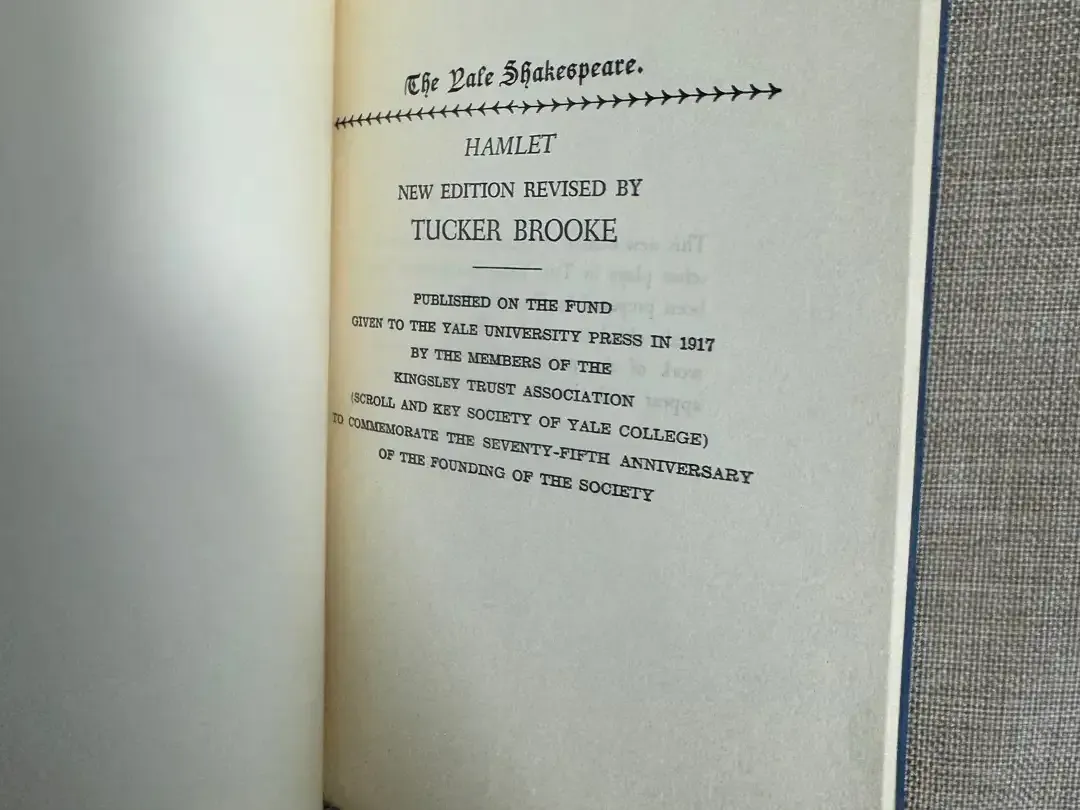 The Yale Shakespeare.
HAMLET
NEW EDITION REVISED BY
TUCKER BROOKE
PUBLISHED ON THE FUND
GIVEN TO THE YALE UNIVERSITY PRESS IN 1917
BY THE MEMBERS OF THE
KINGSLEY TRUST ASSOCIATION
(SCROLL AND KEY SOCIETY OF YALE COLLEGE)
TO COMMEMORATE THE SEVENTY-FIFTH ANNIVERSARY
OF THE FOUNDING OF THE SOCIETY